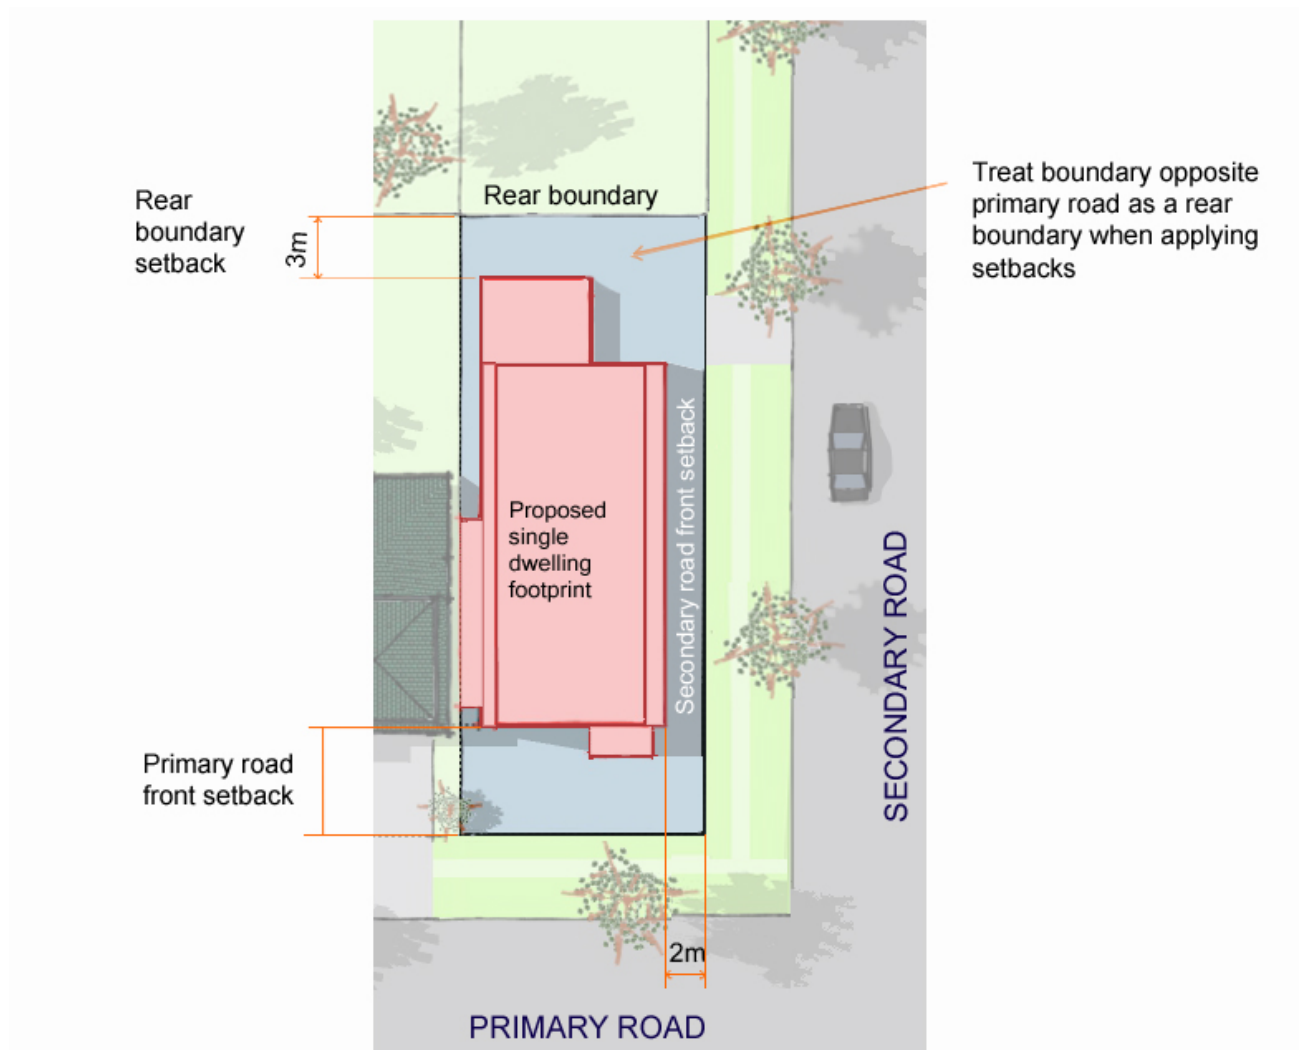 Rear
boundary
setback
3m
Rear boundary
Treat boundary opposite
primary road as a rear
boundary when applying
setbacks
Proposed
single
dwelling
footprint
Secondary road front setback
SECONDARY ROAD
Primary road
front setback
2m
PRIMARY ROAD